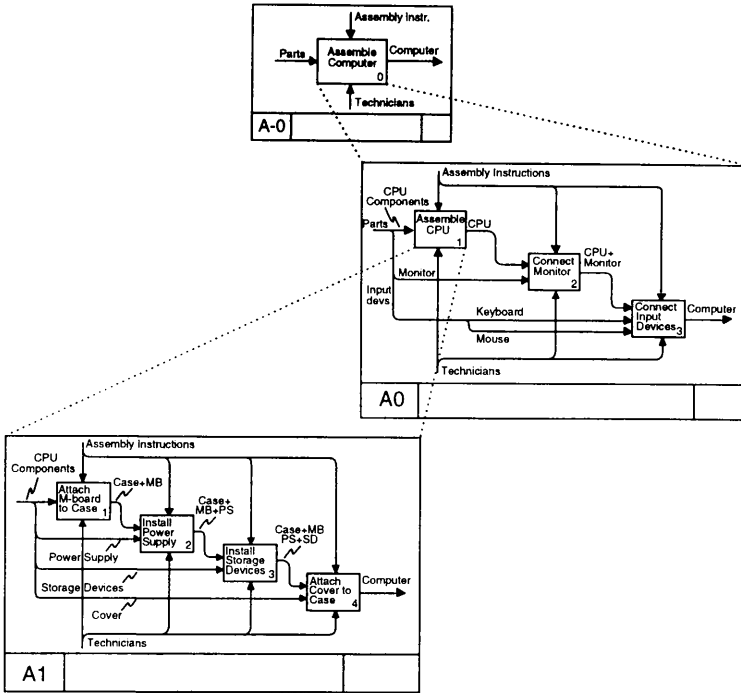 Assembly Instr.
Parts
Assemble
Computer
0
Computer
Technicians
A-0
Assembly Instructions
CPU
Components
Parts
Assemble
CPU
1
CPU
Monitor
Connect
Monitor
2
CPU+
Monitor
Input
devs
Keyboard
Mouse
Connect
Input
Devices
3
Computer
Technicians
A0
Assembly Instructions
CPU
Components
Attach
M-board
to Case
1
Case+MB
Install
Power
Supply
2
Case+
MB+PS
Power Supply
Install
Storage
Devices
3
Case+MB
PS+SD
Storage Devices
Attach
Cover to
Case
4
Computer
Cover
Technicians
A1